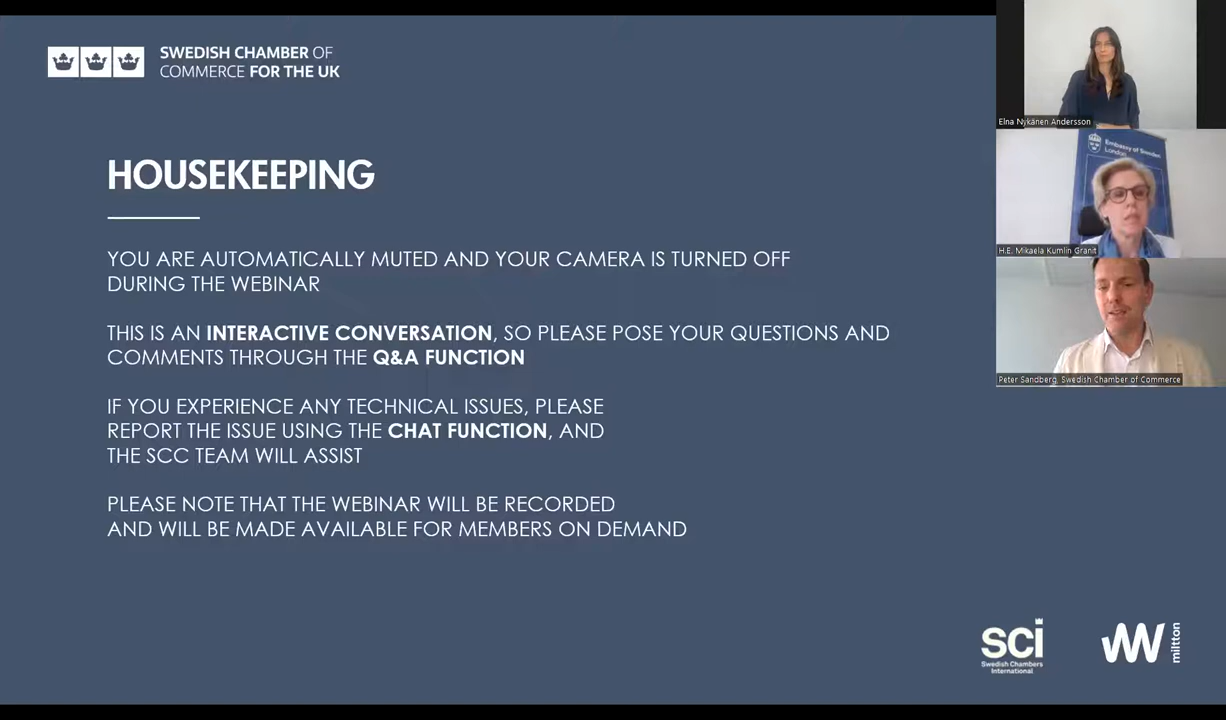 SWEDISH CHAMBER OF
COMMERCE FOR THE UK
HOUSEKEEPING
YOU ARE AUTOMATICALLY MUTED AND YOUR CAMERA IS TURNED OFF
DURING THE WEBINAR
THIS IS AN INTERACTIVE CONVERSATION, SO PLEASE POSE YOUR QUESTIONS AND
COMMENTS THROUGH THE Q&A FUNCTION
IF YOU EXPERIENCE ANY TECHNICAL ISSUES, PLEASE
REPORT THE ISSUE USING THE CHAT FUNCTION, AND
THE SCC TEAM WILL ASSIST
PLEASE NOTE THAT THE WEBINAR WILL BE RECORDED
AND WILL BE MADE AVAILABLE FOR MEMBERS ON DEMAND
Elna Nykänen Andersson
Embassy of Sweden
London
H.E. Mikaela Kumlin Granit
Peter Sandberg, Swedish Chamber of Commerce
sci
Swedish Chambers
International
miltton